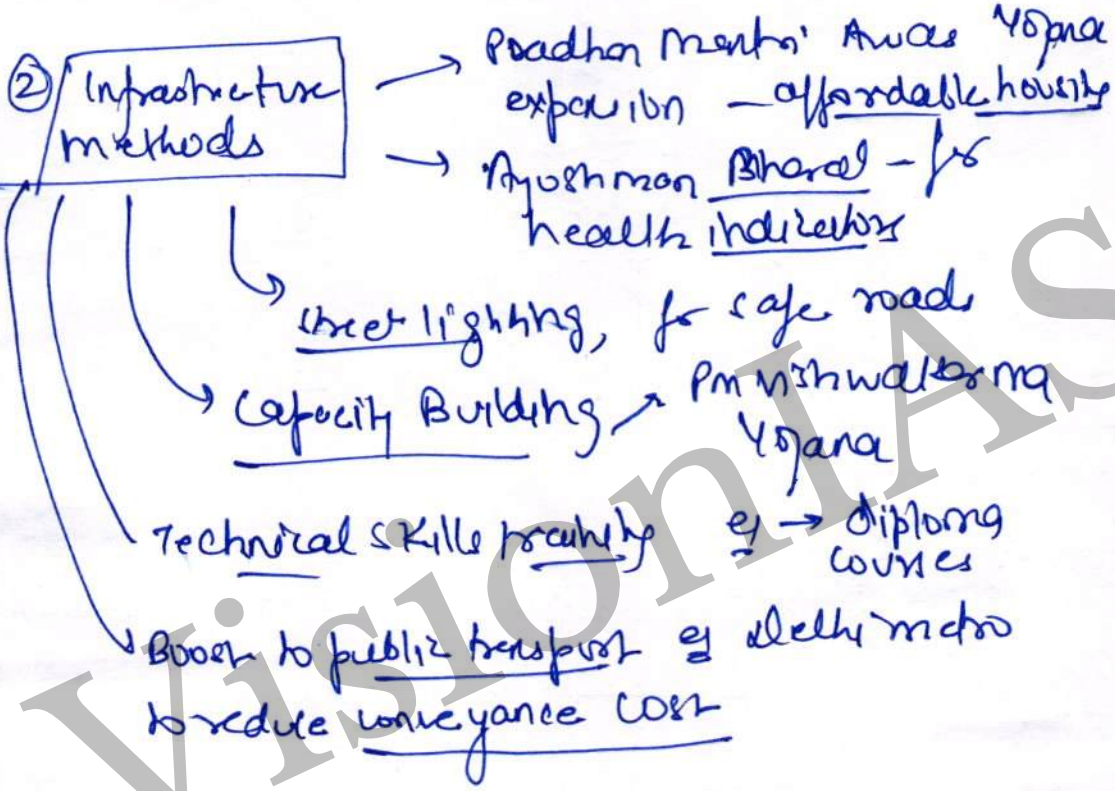 ② Infrastructure → Pradhan Mantri Awas Yojana
methods expansion - affordable housing
→ Ayushman Bharat - for
health indicators
street lighting, for safe roads
Capacity Building → PM Vishwakarma
Yojana
Technical skills training eg → Diploma
courses
Boost to public transport eg Delhi metro
to reduce conveyance cost
VisionIAS